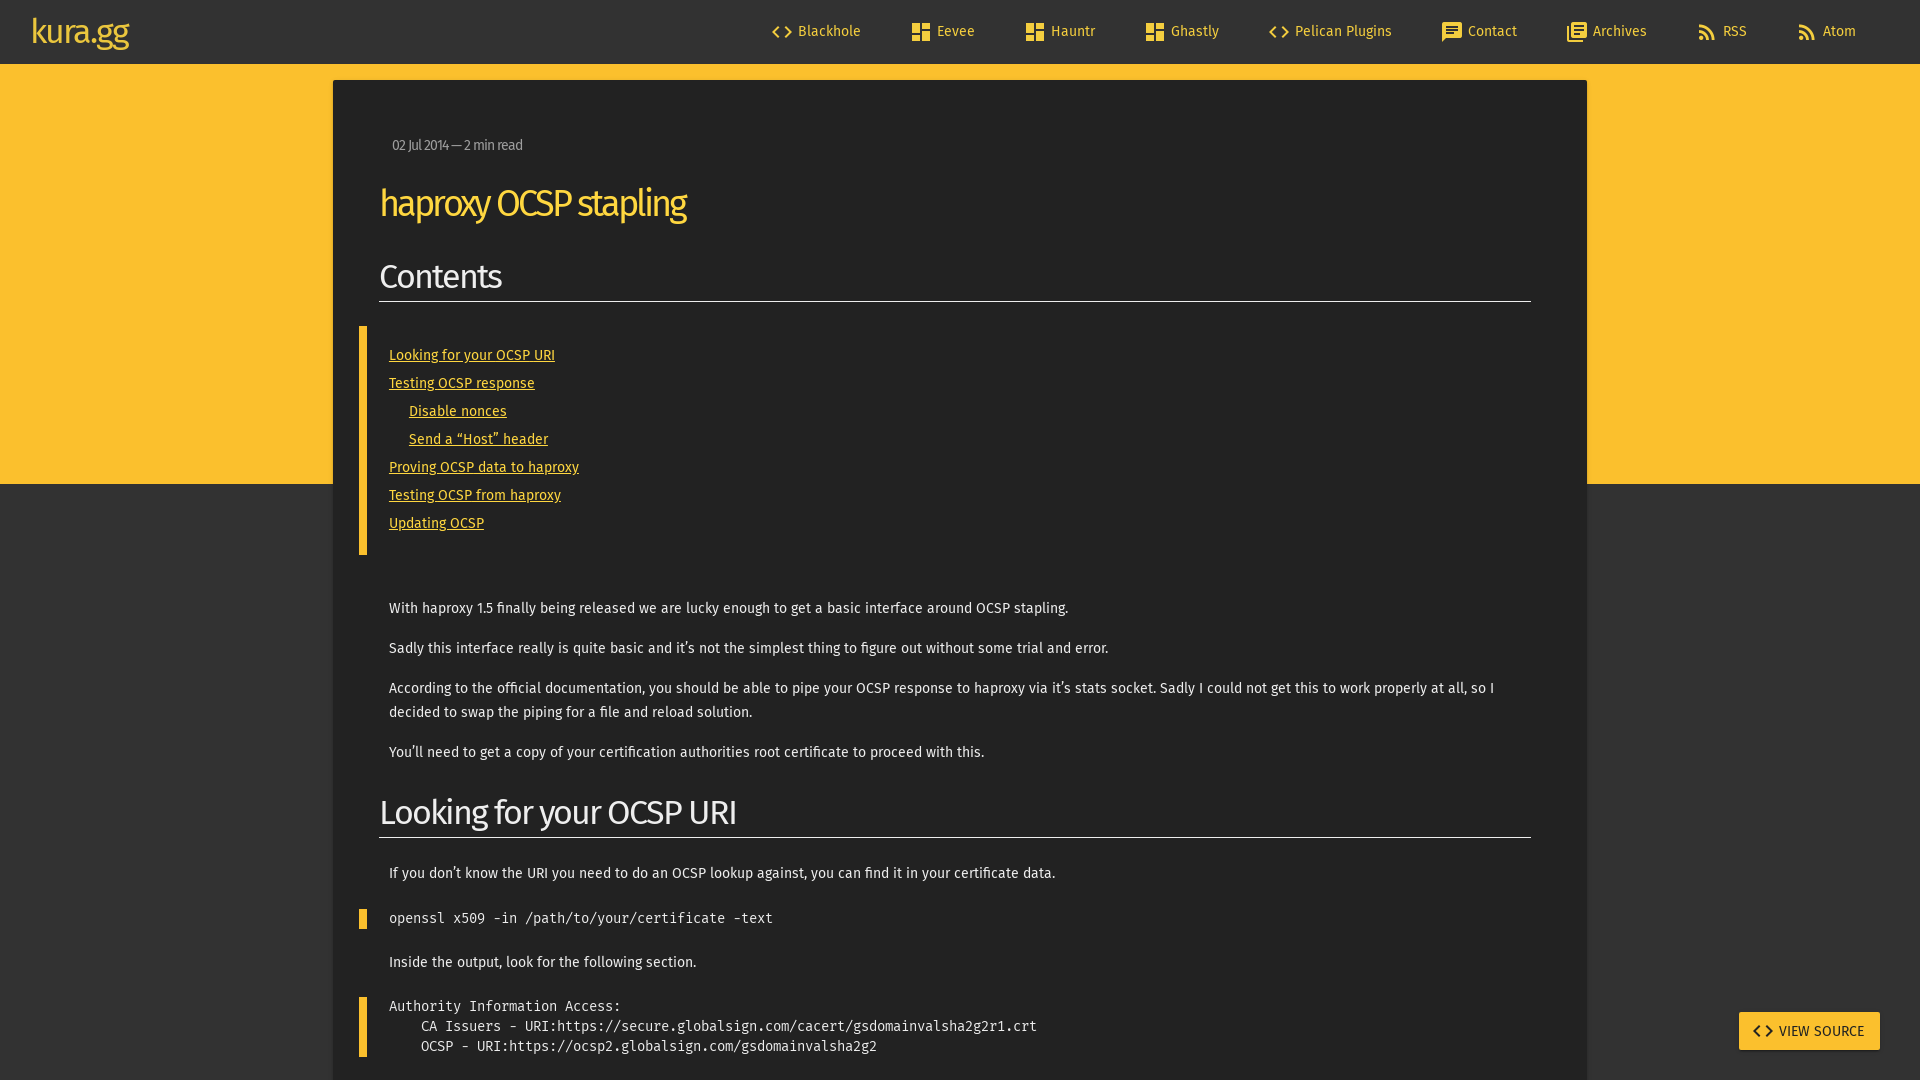 kura.gg
Blackhole
Eevee
Hauntr
Ghastly
Pelican Plugins
Contact
Archives
RSS
Atom
02 Jul 2014 — 2 min read
haproxy OCSP stapling
Contents
Looking for your OCSP URI
Testing OCSP response
Disable nonces
Send a “Host” header
Proving OCSP data to haproxy
Testing OCSP from haproxy
Updating OCSP
With haproxy 1.5 finally being released we are lucky enough to get a basic interface around OCSP stapling.
Sadly this interface really is quite basic and it’s not the simplest thing to figure out without some trial and error.
According to the official documentation, you should be able to pipe your OCSP response to haproxy via it’s stats socket. Sadly I could not get this to work properly at all, so I
decided to swap the piping for a file and reload solution.
You’ll need to get a copy of your certification authorities root certificate to proceed with this.
Looking for your OCSP URI
If you don’t know the URI you need to do an OCSP lookup against, you can find it in your certificate data.
openssl x509 -in /path/to/your/certificate -text
Inside the output, look for the following section.
Authority Information Access:
    CA Issuers - URI:https://secure.globalsign.com/cacert/gsdomainvalsha2g2r1.crt
    OCSP - URI:https://ocsp2.globalsign.com/gsdomainvalsha2g2
VIEW SOURCE